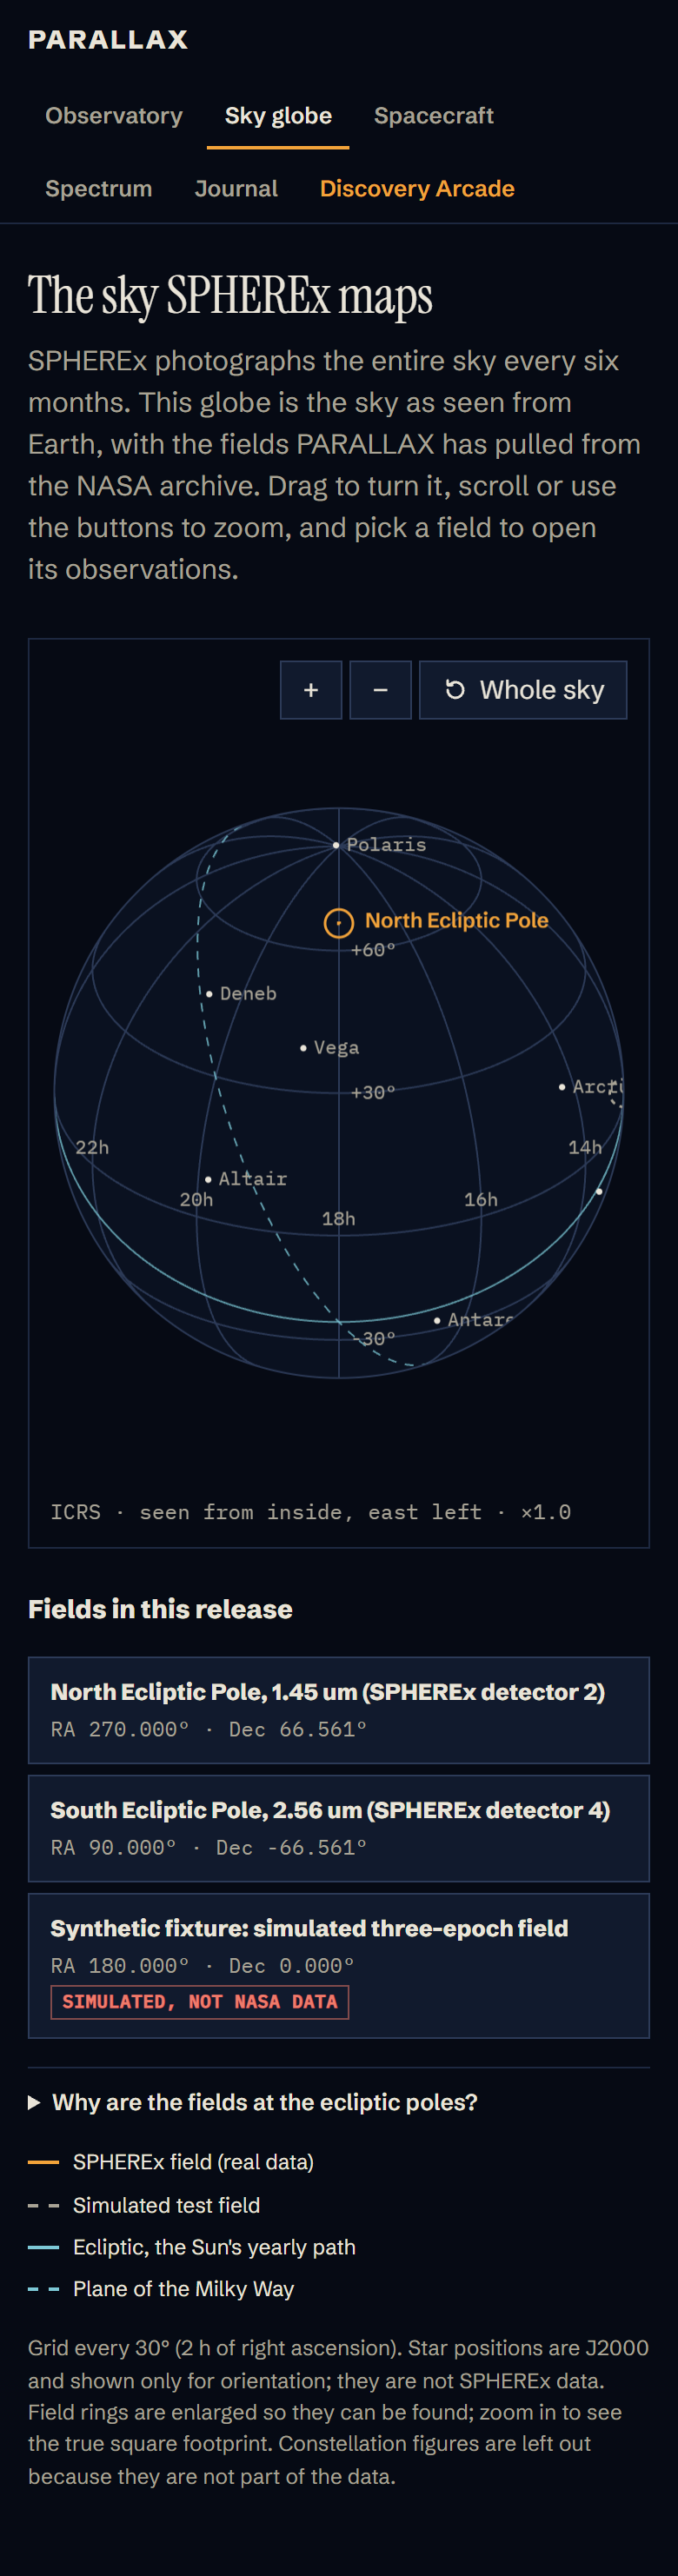 PARALLAX
Observatory Sky globe Spacecraft
Spectrum Journal Discovery Arcade
The sky SPHEREx maps
SPHEREx photographs the entire sky every six
months. This globe is the sky as seen from
Earth, with the fields PARALLAX has pulled from
the NASA archive. Drag to turn it, scroll or use
the buttons to zoom, and pick a field to open
its observations.
+ − Whole sky
Polaris
North Ecliptic Pole
+60°
Deneb
Vega
Arctu
+30°
22h 14h
Altair
20h 16h
18h
Antares
-30°
ICRS · seen from inside, east left · ×1.0
Fields in this release
North Ecliptic Pole, 1.45 um (SPHEREx detector 2)
RA 270.000° · Dec 66.561°
South Ecliptic Pole, 2.56 um (SPHEREx detector 4)
RA 90.000° · Dec -66.561°
Synthetic fixture: simulated three-epoch field
RA 180.000° · Dec 0.000°
SIMULATED, NOT NASA DATA
Why are the fields at the ecliptic poles?
SPHEREx field (real data)
Simulated test field
Ecliptic, the Sun's yearly path
Plane of the Milky Way
Grid every 30° (2 h of right ascension). Star positions are J2000
and shown only for orientation; they are not SPHEREx data.
Field rings are enlarged so they can be found; zoom in to see
the true square footprint. Constellation figures are left out
because they are not part of the data.